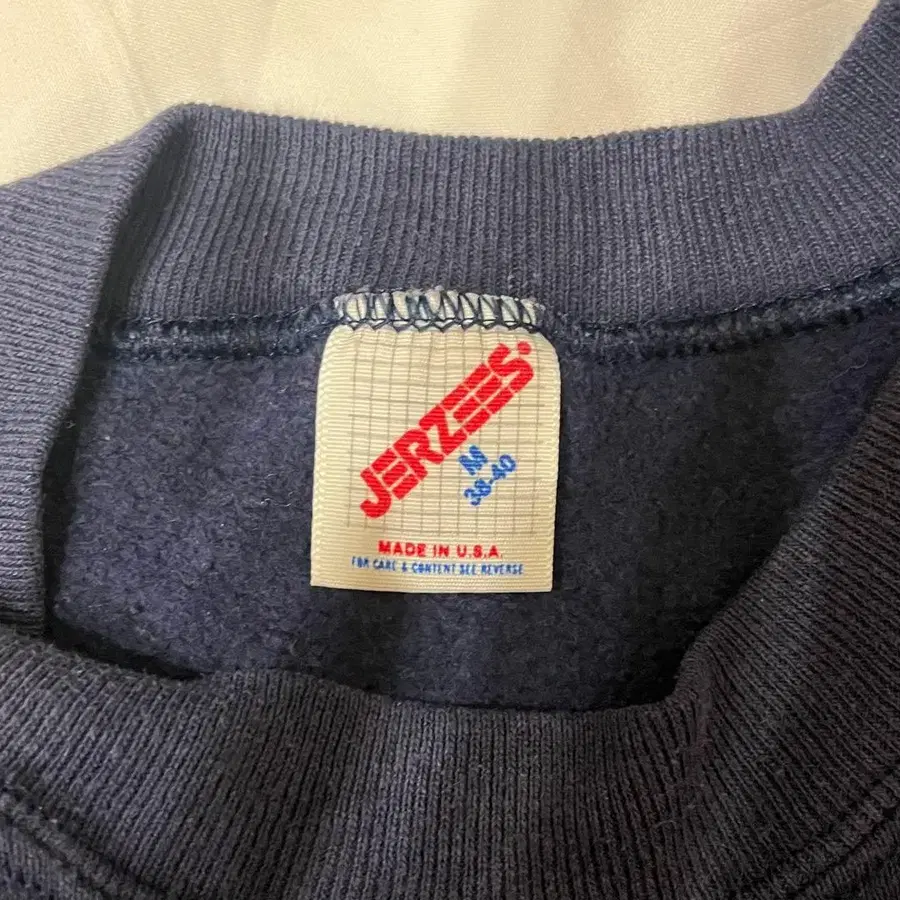 JERZEES
M
38-40
MADE IN U.S.A.
FOR CARE & CONTENT SEE REVERSE